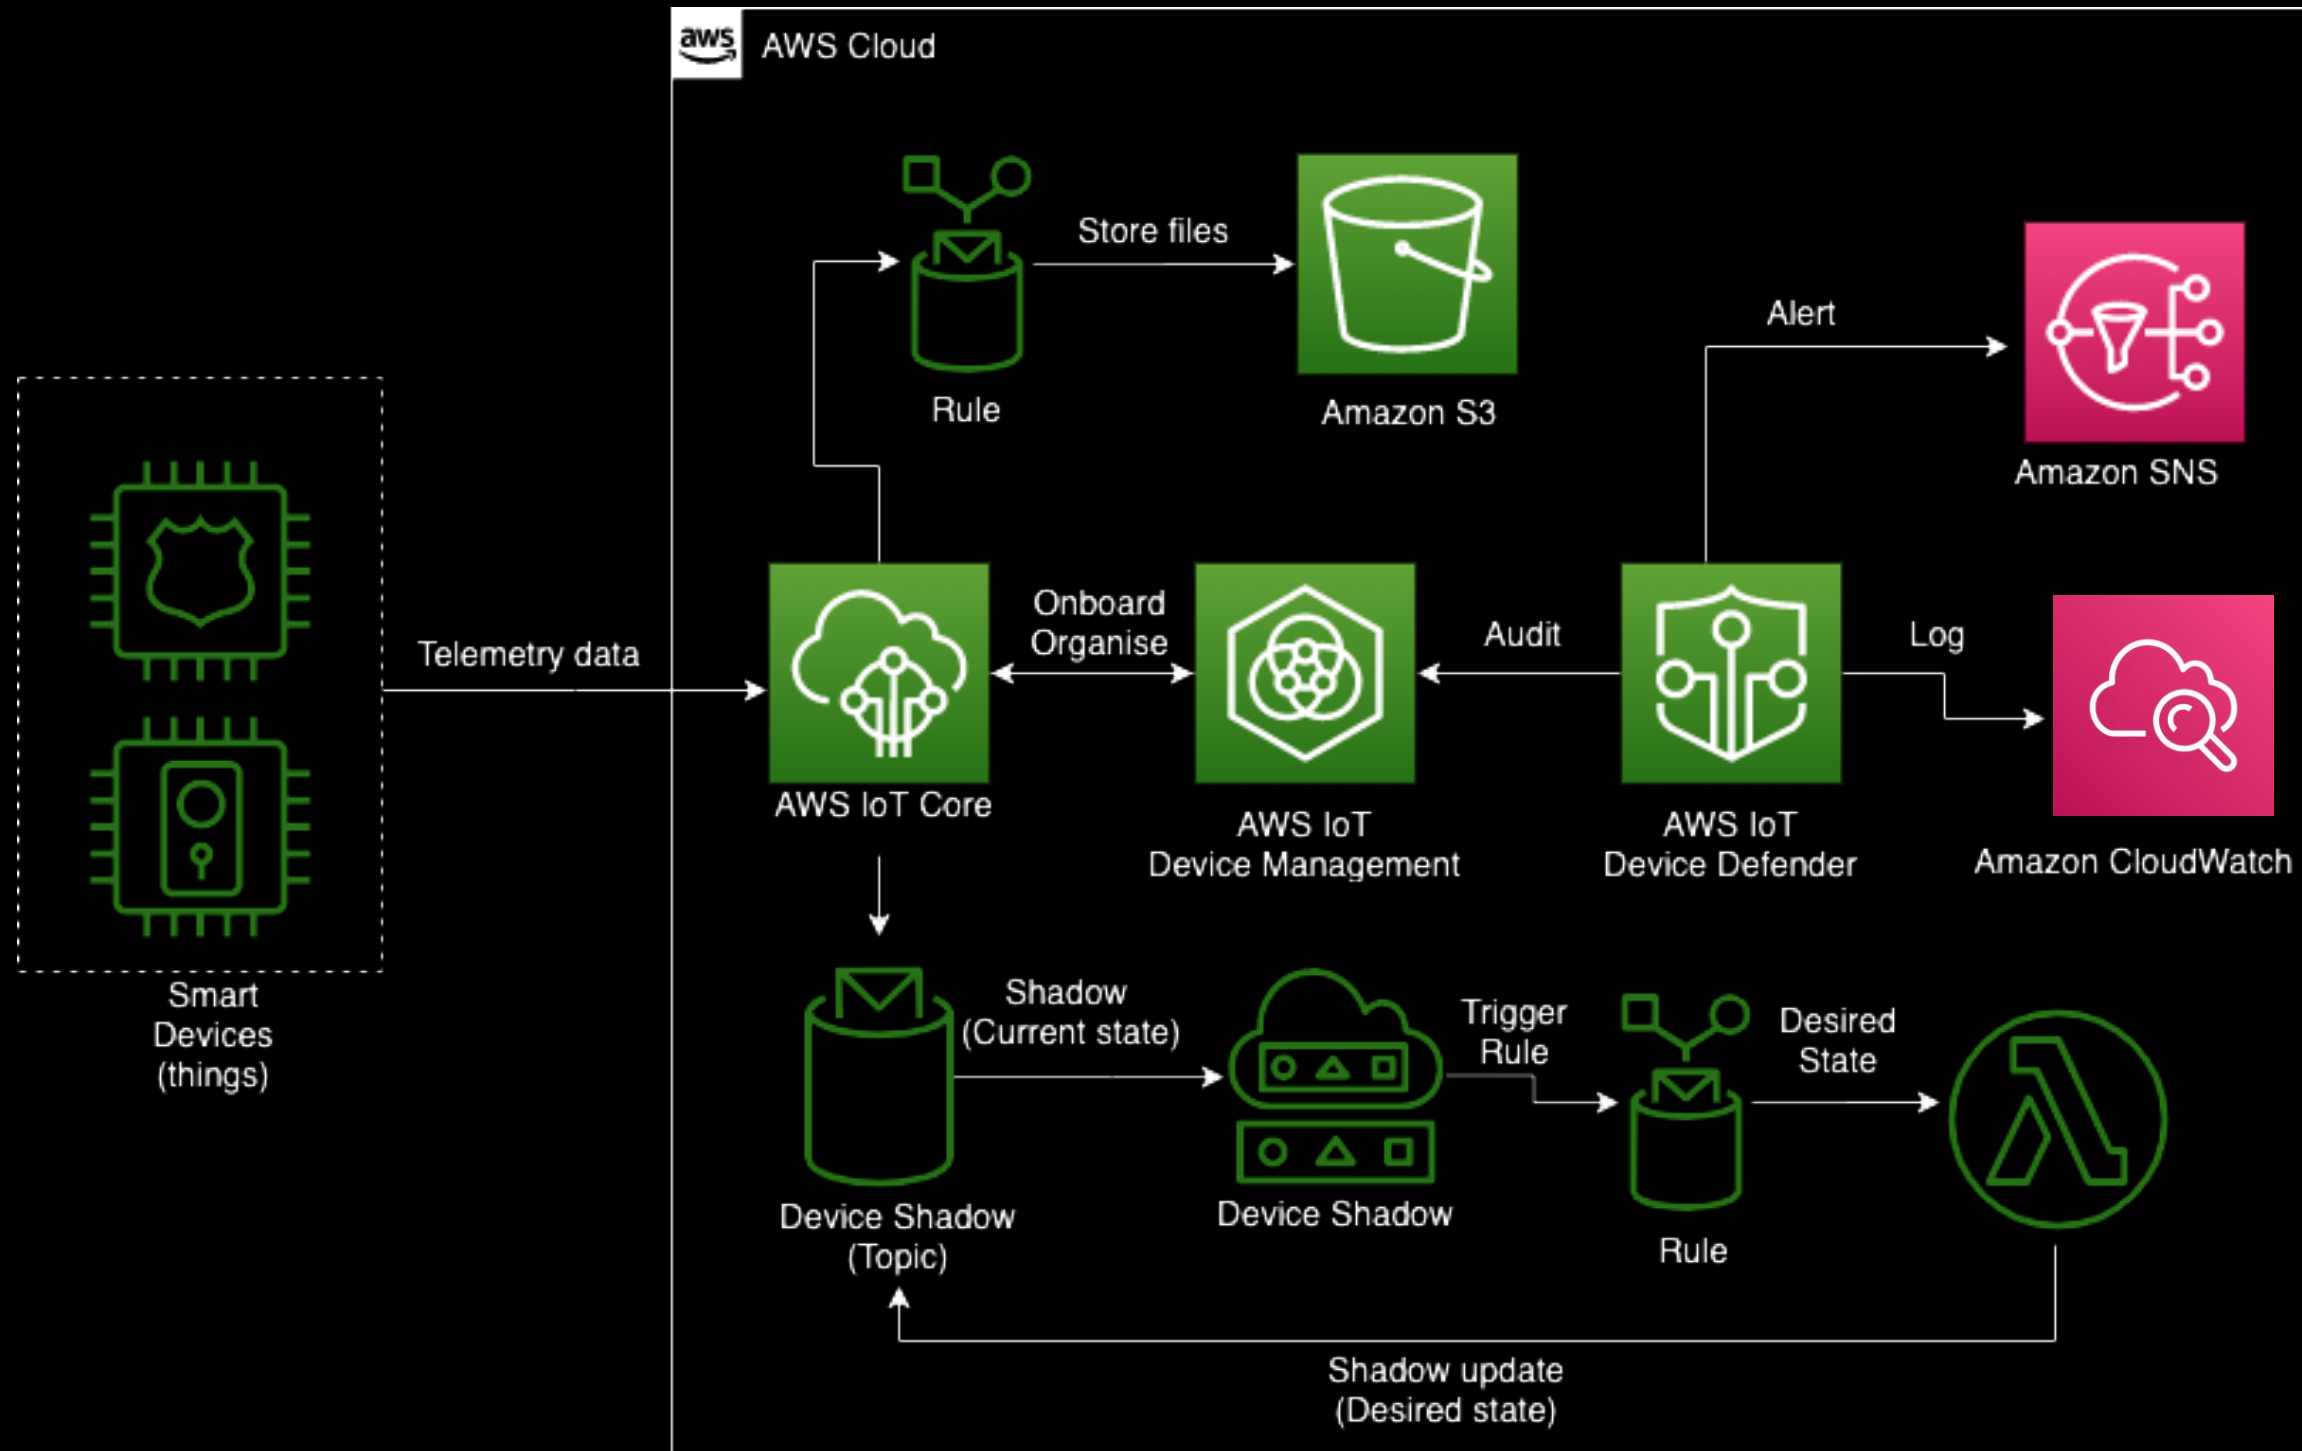 aws
AWS Cloud
Store files
Rule
Amazon S3
Alert
Amazon SNS
Telemetry data
Onboard
Organise
Audit
Log
AWS IoT Core
AWS IoT
Device Management
AWS IoT
Device Defender
Amazon CloudWatch
Smart
Devices
(things)
Shadow
(Current state)
Trigger
Rule
Desired
State
Device Shadow
(Topic)
Device Shadow
Rule
Shadow update
(Desired state)